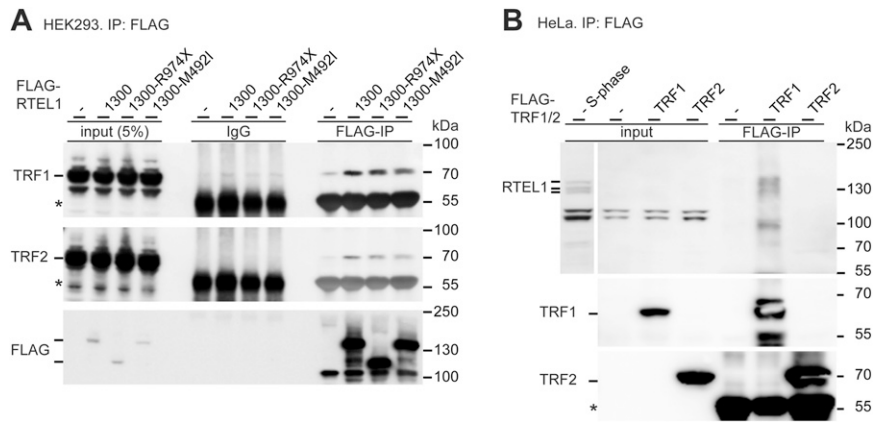 A HEK293. IP: FLAG
FLAG-
RTEL1
- 1300 1300-R974X 1300-M492I - 1300 1300-R974X 1300-M492I - 1300 1300-R974X 1300-M492I
input (5%) IgG FLAG-IP kDa
100
TRF1 70
* 55
100
TRF2 70
* 55
250
FLAG 130
100
B HeLa. IP: FLAG
FLAG-
TRF1/2
- S-phase - TRF1 TRF2 - TRF1 TRF2
input FLAG-IP kDa
250
RTEL1 130
100
70
55
70
TRF1
55
TRF2 70
* 55